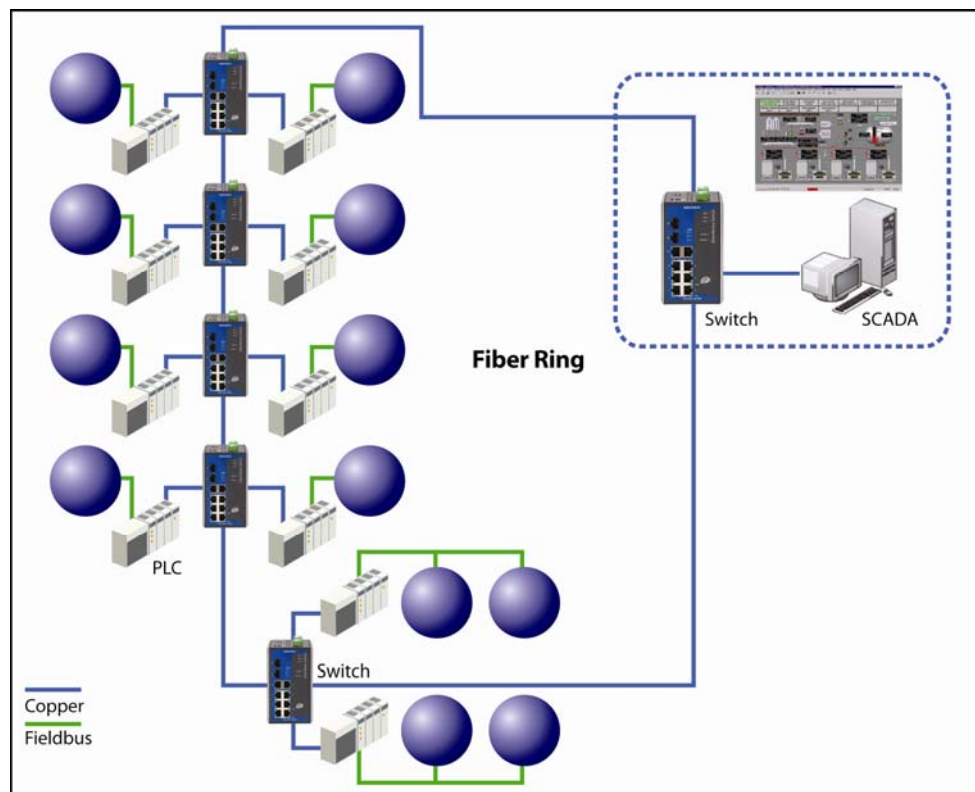 Switch
SCADA
Fiber Ring
PLC
Switch
Copper
Fieldbus